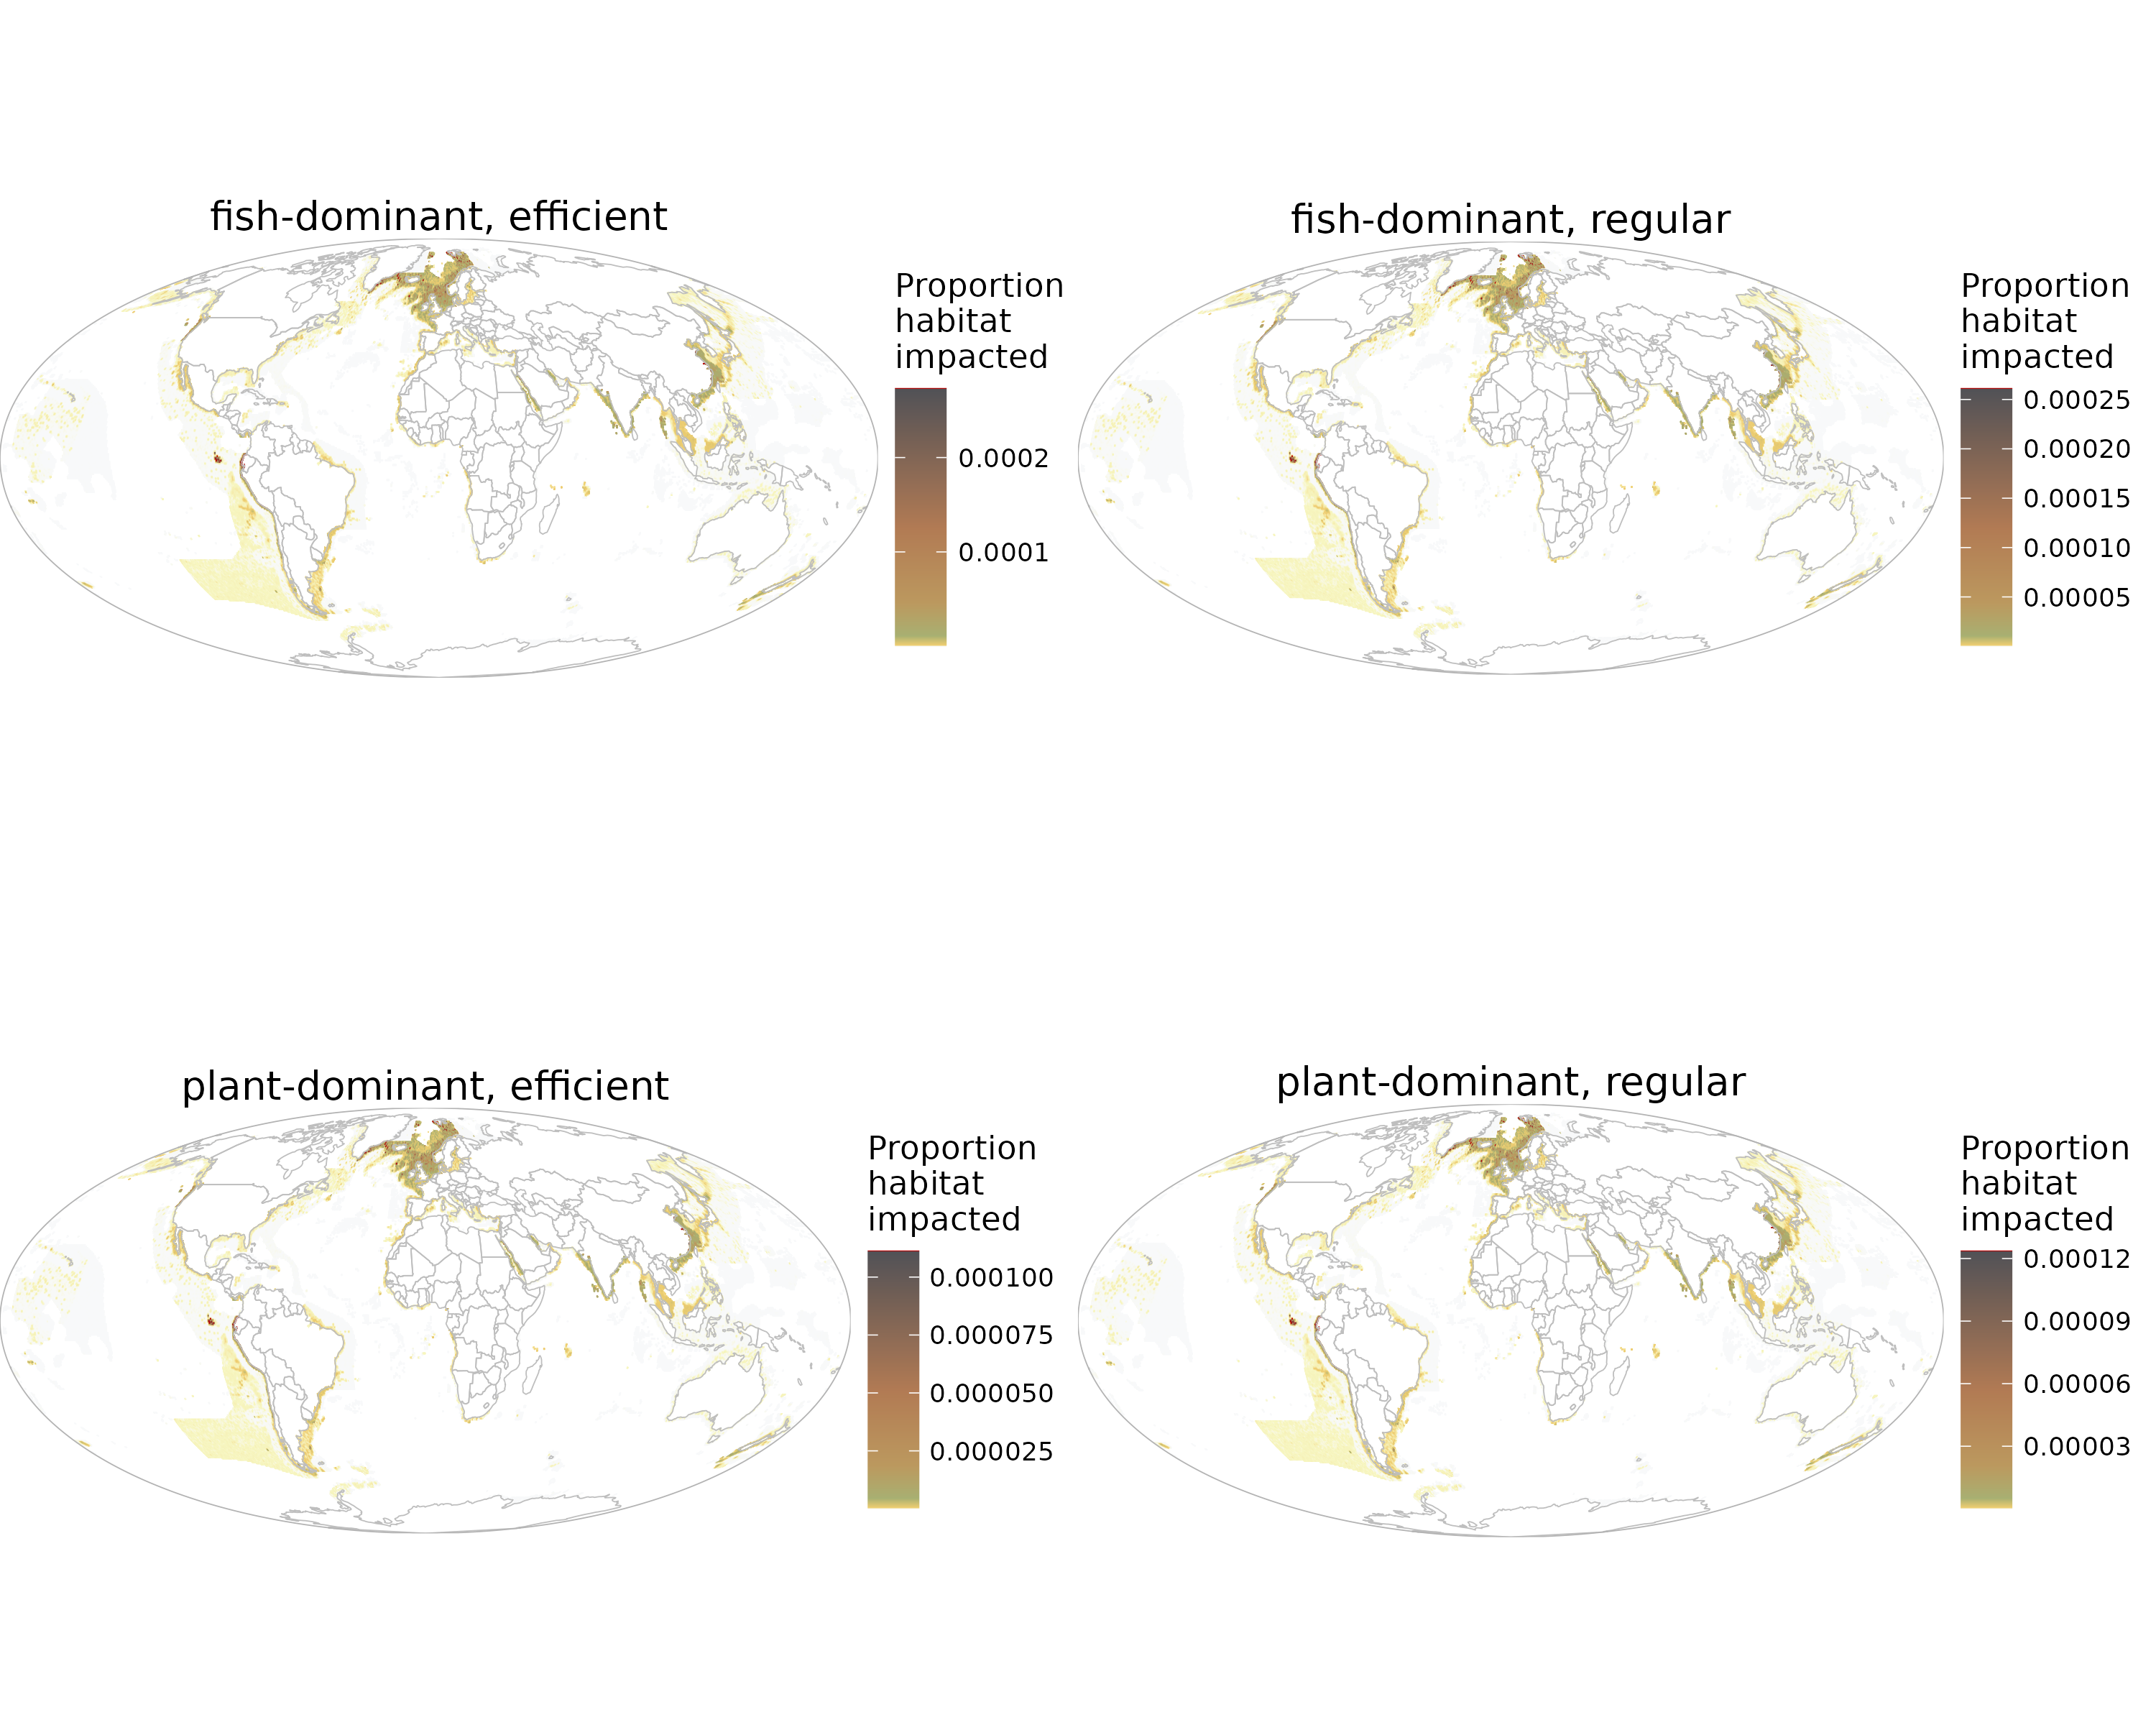 fish-dominant, efficient
Proportion
habitat
impacted
0.0002
0.0001
fish-dominant, regular
Proportion
habitat
impacted
0.00025
0.00020
0.00015
0.00010
0.00005
plant-dominant, efficient
Proportion
habitat
impacted
0.000100
0.000075
0.000050
0.000025
plant-dominant, regular
Proportion
habitat
impacted
0.00012
0.00009
0.00006
0.00003